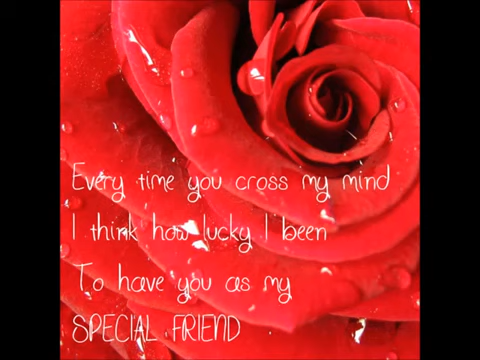 Every time you cross my mind
I think how lucky I been
To have you as my
SPECIAL FRIEND